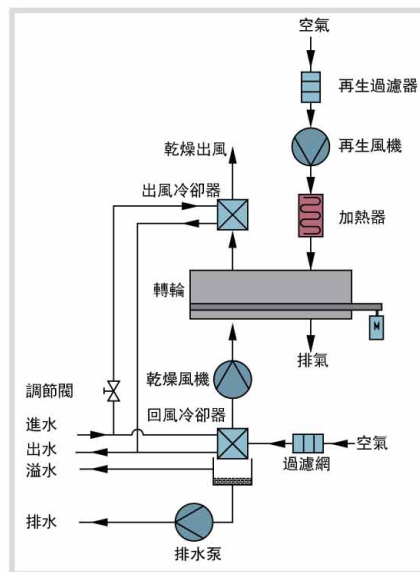 空氣
再生過濾器
乾燥出風
再生風機
出風冷卻器
加熱器
轉輪
M
排氣
乾燥風機
調節閥
回風冷卻器
進水
空氣
出水
過濾網
溢水
排水
排水泵